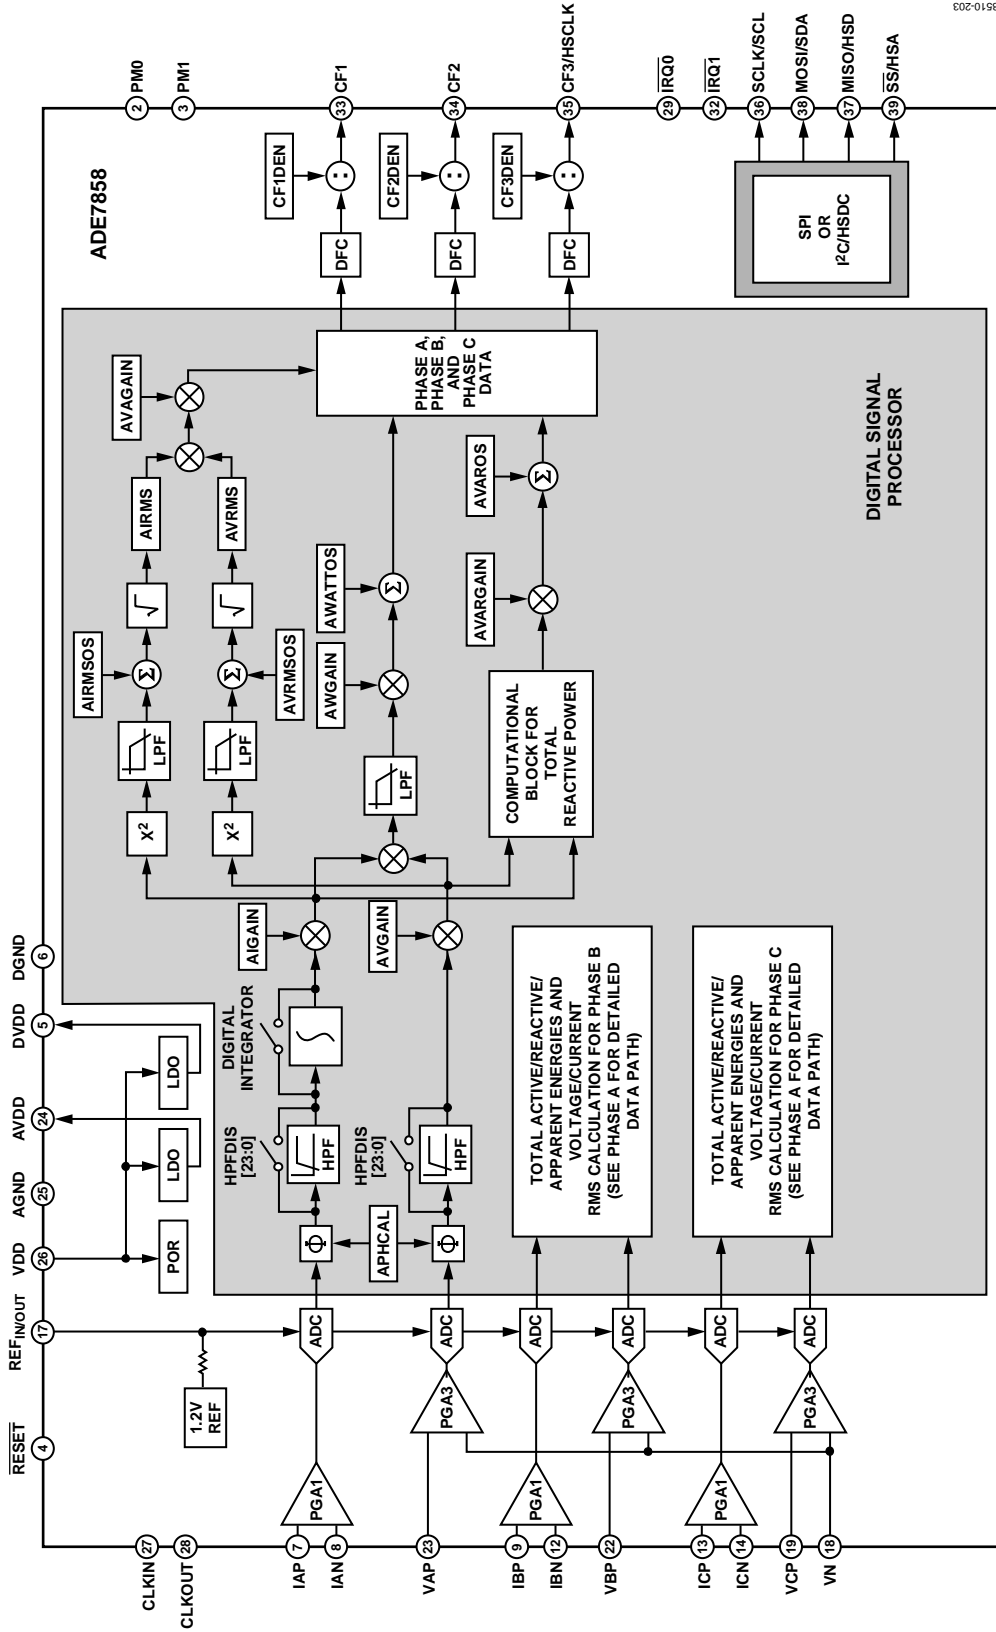 RESET
4
REF IN/OUT
17
VDD
26
AGND
25
AVDD
24
DVDD
5
DGND
6
CLKIN
27
CLKOUT
28
1.2V
REF
POR
LDO
LDO
ADE7858
2
PM0
3
PM1
IAP
7
IAN
8
PGA1
ADC
VAP
23
PGA3
ADC
IBP
9
IBN
12
PGA1
ADC
VBP
22
PGA3
ADC
ICP
13
ICN
14
PGA1
ADC
VCP
19
VN
18
PGA3
ADC
Φ
APHCAL
Φ
HPFDIS
[23:0]
HPF
HPFDIS
[23:0]
HPF
DIGITAL
INTEGRATOR
AIGAIN
AVGAIN
X²
LPF
AIRMSOS
Σ
√
AIRMS
X²
LPF
AVRMSOS
Σ
√
AVRMS
AVAGAIN
LPF
AWGAIN
AWATTOS
Σ
COMPUTATIONAL
BLOCK FOR
TOTAL
REACTIVE POWER
AVARGAIN
AVAROS
Σ
PHASE A,
PHASE B,
AND
PHASE C
DATA
TOTAL ACTIVE/REACTIVE/
APPARENT ENERGIES AND
VOLTAGE/CURRENT
RMS CALCULATION FOR PHASE B
(SEE PHASE A FOR DETAILED
DATA PATH)
TOTAL ACTIVE/REACTIVE/
APPARENT ENERGIES AND
VOLTAGE/CURRENT
RMS CALCULATION FOR PHASE C
(SEE PHASE A FOR DETAILED
DATA PATH)
DIGITAL SIGNAL
PROCESSOR
DFC
CF1DEN
:
33
CF1
DFC
CF2DEN
:
34
CF2
DFC
CF3DEN
:
35
CF3/HSCLK
29
IRQ0
32
IRQ1
SPI
OR
I²C/HSDC
36
SCLK/SCL
38
MOSI/SDA
37
MISO/HSD
39
SS/HSA
8510-203